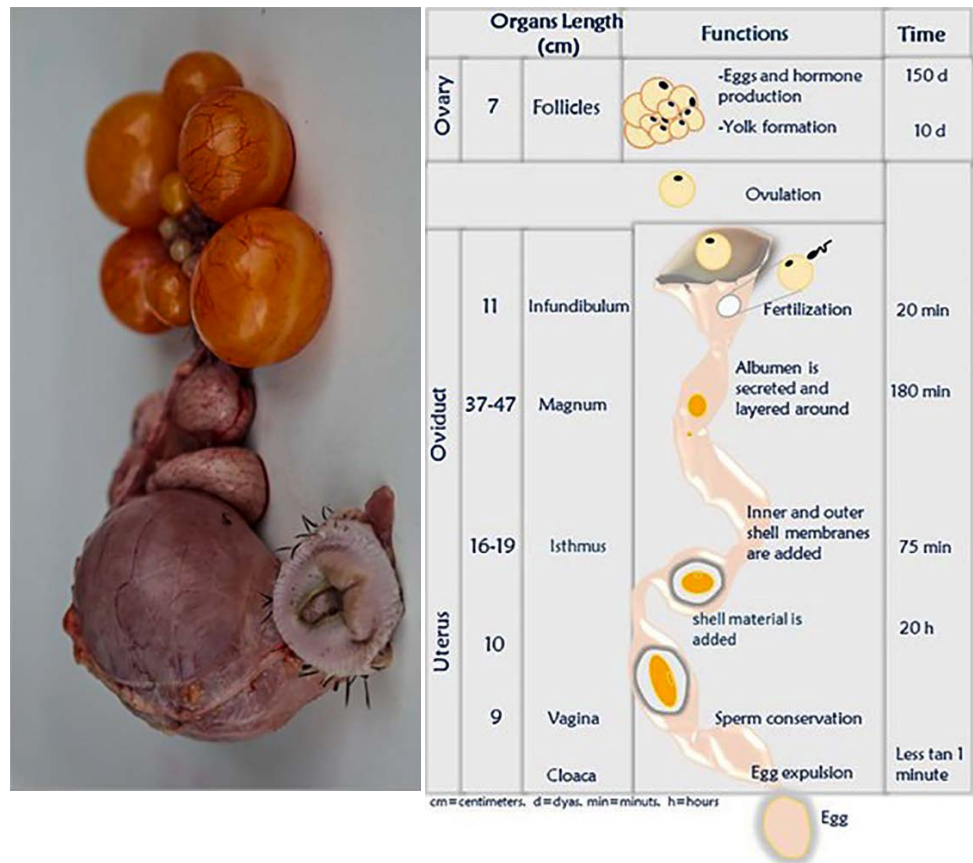 Organs Length
(cm)
Functions
Time
Ovary
7
Follicles
-Eggs and hormone
production
-Yolk formation
150 d
10 d
Ovulation
Oviduct
11
Infundibulum
Fertilization
20 min
37-47
Magnum
Albumen is
secreted and
layered around
180 min
16-19
Isthmus
Inner and outer
shell membranes
are added
75 min
Uterus
10
shell material is
added
20 h
9
Vagina
Sperm conservation
Cloaca
Egg expulsion
Less tan 1
minute
cm=centimeters, d=dyas, min=minuts, h=hours
Egg